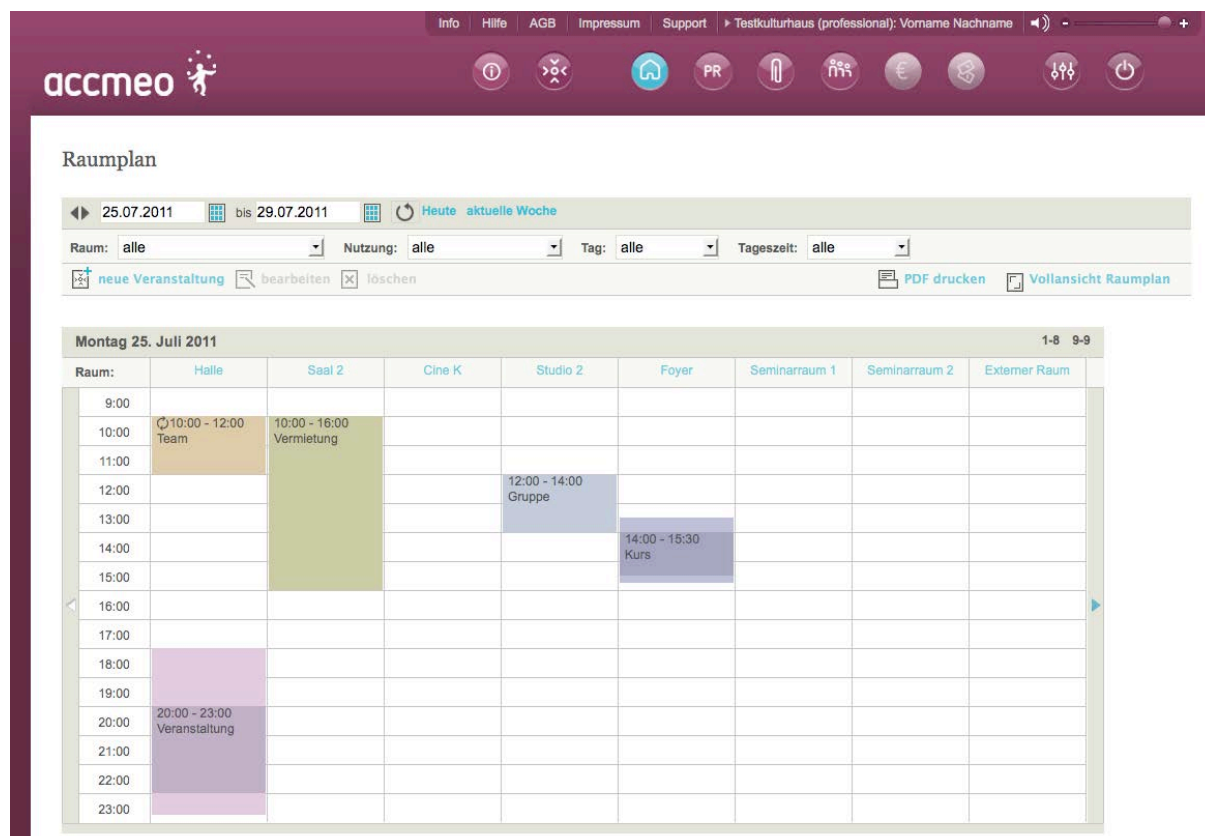 Info Hilfe AGB Impressum Support Testkulturhaus (professional): Vorname Nachname - +
accmeo
PR €
Raumplan
25.07.2011 bis 29.07.2011 Heute aktuelle Woche
Raum: alle Nutzung: alle Tag: alle Tageszeit: alle
neue Veranstaltung bearbeiten löschen PDF drucken Vollansicht Raumplan
Montag 25. Juli 2011 1-8 9-9
Raum: Halle Saal 2 Cine K Studio 2 Foyer Seminarraum 1 Seminarraum 2 Externer Raum
9:00
10:00 10:00 - 12:00 10:00 - 16:00
Team Vermietung
11:00
12:00 12:00 - 14:00
Gruppe
13:00
14:00 14:00 - 15:30
Kurs
15:00
16:00
17:00
18:00
19:00
20:00 20:00 - 23:00
Veranstaltung
21:00
22:00
23:00